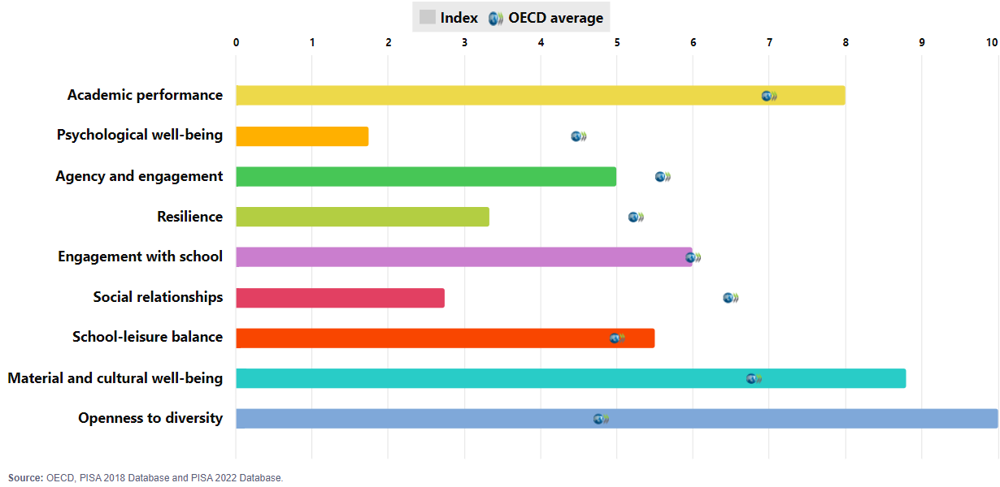 Index OECD average
0 1 2 3 4 5 6 7 8 9 10
Academic performance
Psychological well-being
Agency and engagement
Resilience
Engagement with school
Social relationships
School-leisure balance
Material and cultural well-being
Openness to diversity
Source: OECD, PISA 2018 Database and PISA 2022 Database.